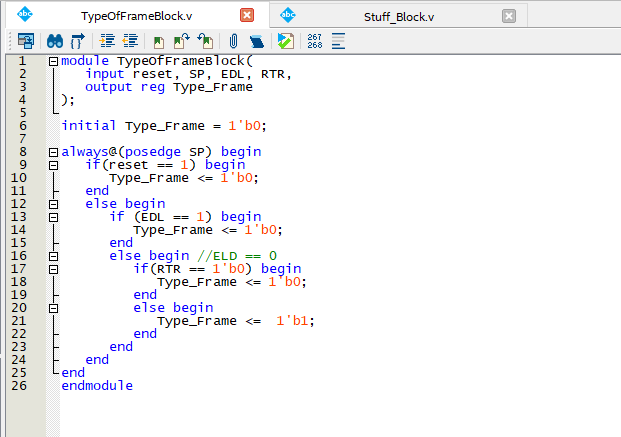 TypeOfFrameBlock.v
Stuff_Block.v
abc
abc
267
268
1 module TypeOfFrameBlock(
2 input reset, SP, EDL, RTR,
3 output reg Type_Frame
4 );
5
6 initial Type_Frame = 1'b0;
7
8 always@(posedge SP) begin
9 if(reset == 1) begin
10 Type_Frame <= 1'b0;
11 end
12 else begin
13 if (EDL == 1) begin
14 Type_Frame <= 1'b0;
15 end
16 else begin //ELD == 0
17 if(RTR == 1'b0) begin
18 Type_Frame <= 1'b0;
19 end
20 else begin
21 Type_Frame <=  1'b1;
22 end
23 end
24 end
25 end
26 endmodule